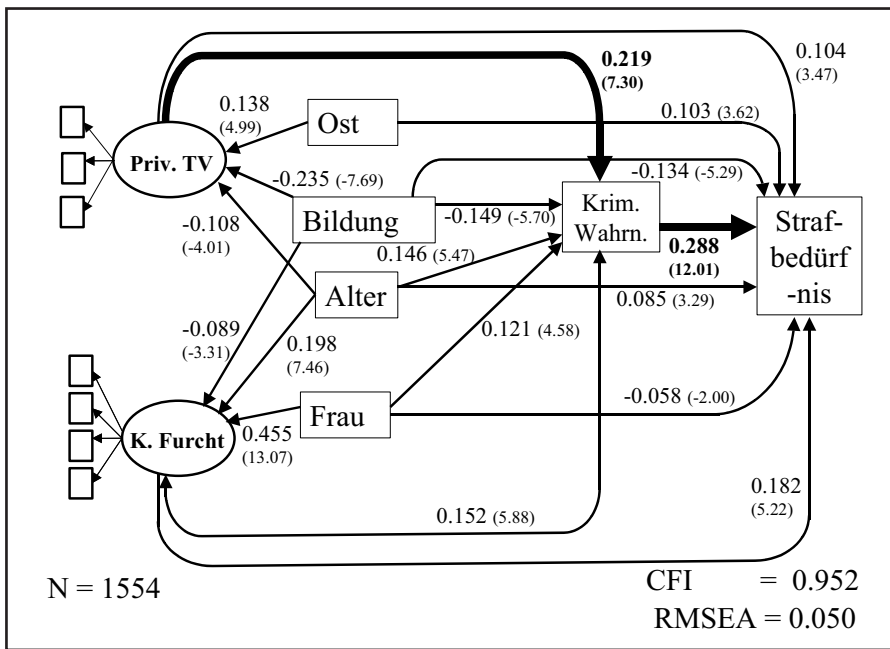 0.104
(3.47)
0.219
(7.30)
0.138
(4.99)
Ost
0.103 (3.62)
Priv. TV
-0.235 (-7.69)
-0.134 (-5.29)
Bildung
-0.149 (-5.70)
Krim.
Wahrn.
Straf-
bedürf
-nis
-0.108
(-4.01)
0.146 (5.47)
0.288
(12.01)
Alter
0.085 (3.29)
-0.089
(-3.31)
0.198
(7.46)
0.121 (4.58)
Frau
-0.058 (-2.00)
K. Furcht
0.455
(13.07)
0.182
(5.22)
0.152 (5.88)
N = 1554
CFI = 0.952
RMSEA = 0.050